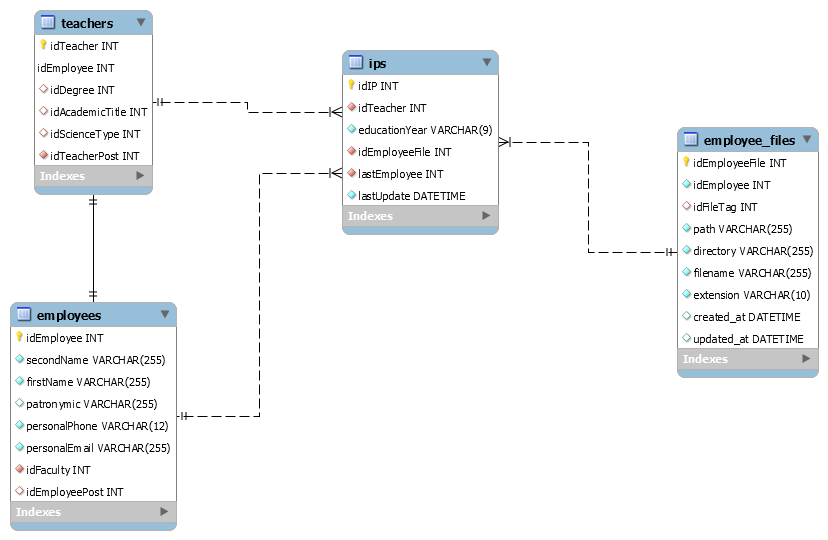 teachers
idTeacher INT
idEmployee INT
idDegree INT
idAcademicTitle INT
idScienceType INT
idTeacherPost INT
Indexes
ips
idIP INT
idTeacher INT
educationYear VARCHAR(9)
idEmployeeFile INT
lastEmployee INT
lastUpdate DATETIME
Indexes
employee_files
idEmployeeFile INT
idEmployee INT
idFileTag INT
path VARCHAR(255)
directory VARCHAR(255)
filename VARCHAR(255)
extension VARCHAR(10)
created_at DATETIME
updated_at DATETIME
Indexes
employees
idEmployee INT
secondName VARCHAR(255)
firstName VARCHAR(255)
patronymic VARCHAR(255)
personalPhone VARCHAR(12)
personalEmail VARCHAR(255)
idFaculty INT
idEmployeePost INT
Indexes